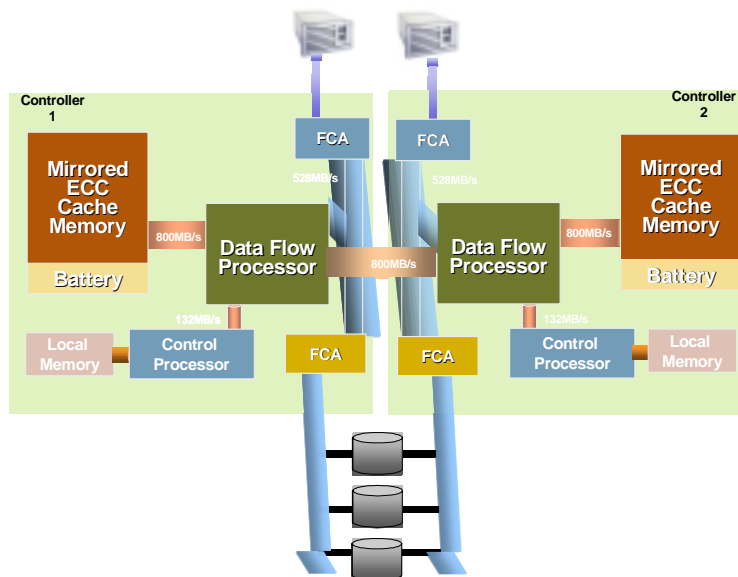 Controller
1
Controller
2
FCA
FCA
528MB/s
528MB/s
Mirrored
ECC
Cache
Memory
Battery
800MB/s
Data Flow
Processor
800MB/s
Data Flow
Processor
800MB/s
Mirrored
ECC
Cache
Memory
Battery
132MB/s
132MB/s
Local
Memory
Control
Processor
FCA
FCA
Control
Processor
Local
Memory